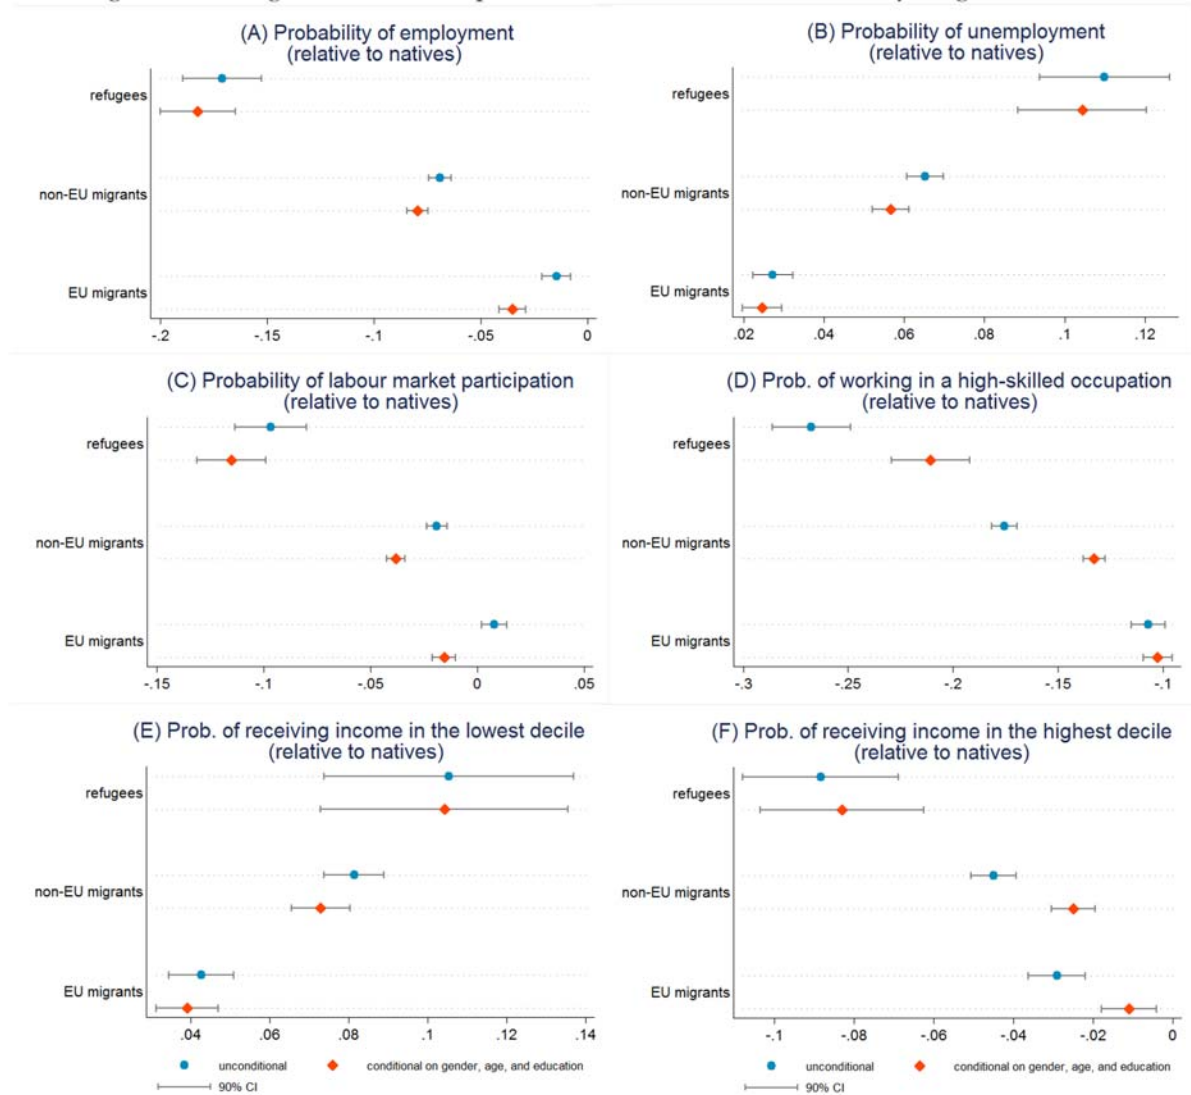 (A) Probability of employment
(relative to natives)
refugees
non-EU migrants
EU migrants
-.2 -.15 -.1 -.05 0
(B) Probability of unemployment
(relative to natives)
refugees
non-EU migrants
EU migrants
.02 .04 .06 .08 .1 .12
(C) Probability of labour market participation
(relative to natives)
refugees
non-EU migrants
EU migrants
-.15 -.1 -.05 0 .05
(D) Prob. of working in a high-skilled occupation
(relative to natives)
refugees
non-EU migrants
EU migrants
-.3 -.25 -.2 -.15 -.1
(E) Prob. of receiving income in the lowest decile
(relative to natives)
refugees
non-EU migrants
EU migrants
.04 .06 .08 .1 .12 .14
unconditional conditional on gender, age, and education
90% CI
(F) Prob. of receiving income in the highest decile
(relative to natives)
refugees
non-EU migrants
EU migrants
-.1 -.08 -.06 -.04 -.02 0
unconditional conditional on gender, age, and education
90% CI